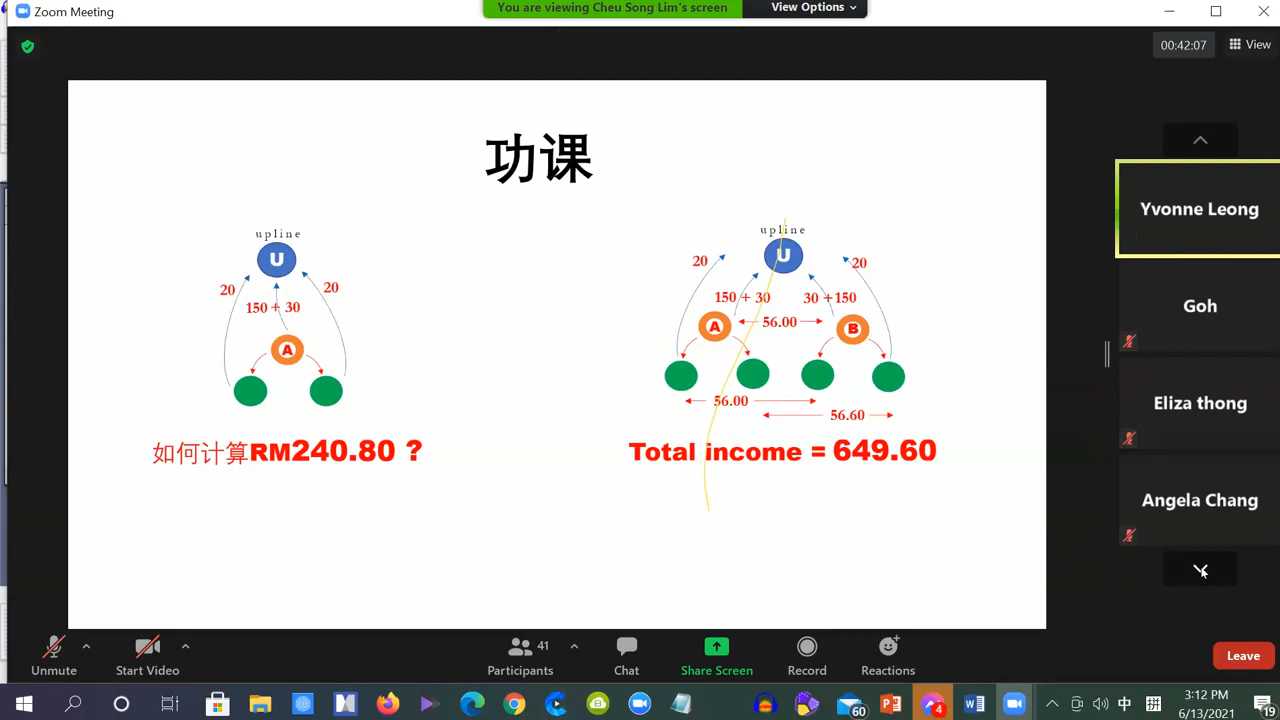 Zoom Meeting
You are viewing Cheu Song Lim's screen
View Options
00:42:07
View
功课
upline
U
20
20
150 + 30
A
如何计算RM240.80 ?
upline
U
20
20
150 + 30
30 +150
A
56.00
B
56.00
56.60
Total income = 649.60
Yvonne Leong
Goh
Eliza thong
Angela Chang
Unmute
Start Video
41
Participants
Chat
Share Screen
Record
Reactions
Leave
60
4
中
拼
3:12 PM
6/13/2021
19